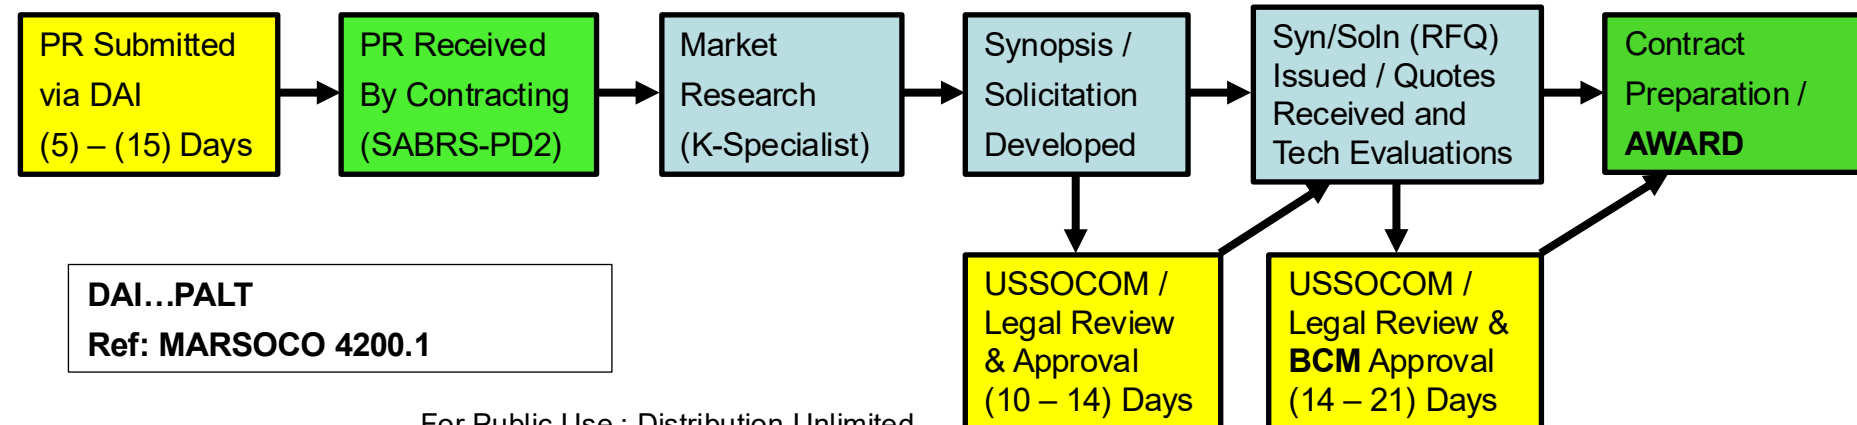 PR Submitted
via DAI
(5) – (15) Days
PR Received
By Contracting
(SABRS-PD2)
Market
Research
(K-Specialist)
Synopsis /
Solicitation
Developed
Syn/Soln (RFQ)
Issued / Quotes
Received and
Tech Evaluations
Contract
Preparation /
AWARD
USSOCOM /
Legal Review
& Approval
(10 – 14) Days
USSOCOM /
Legal Review &
BCM Approval
(14 – 21) Days
DAI…PALT
Ref: MARSOCO 4200.1
For Public Use : Distribution Unlimited